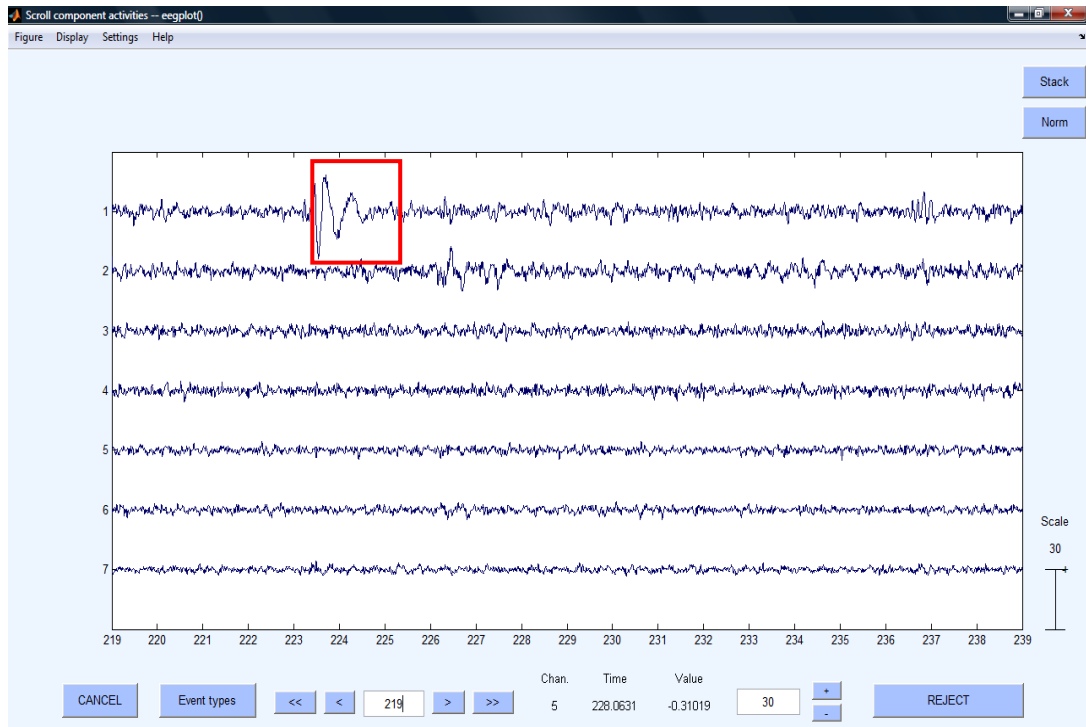 Scroll component activities -- eegplot()
Figure Display Settings Help
Stack
Norm
1
2
3
4
5
6
7
Scale
30
+
219 220 221 222 223 224 225 226 227 228 229 230 231 232 233 234 235 236 237 238 239
Chan. Time Value
CANCEL Event types << < 219 > >> 5 228.0631 -0.31019 30 + - REJECT